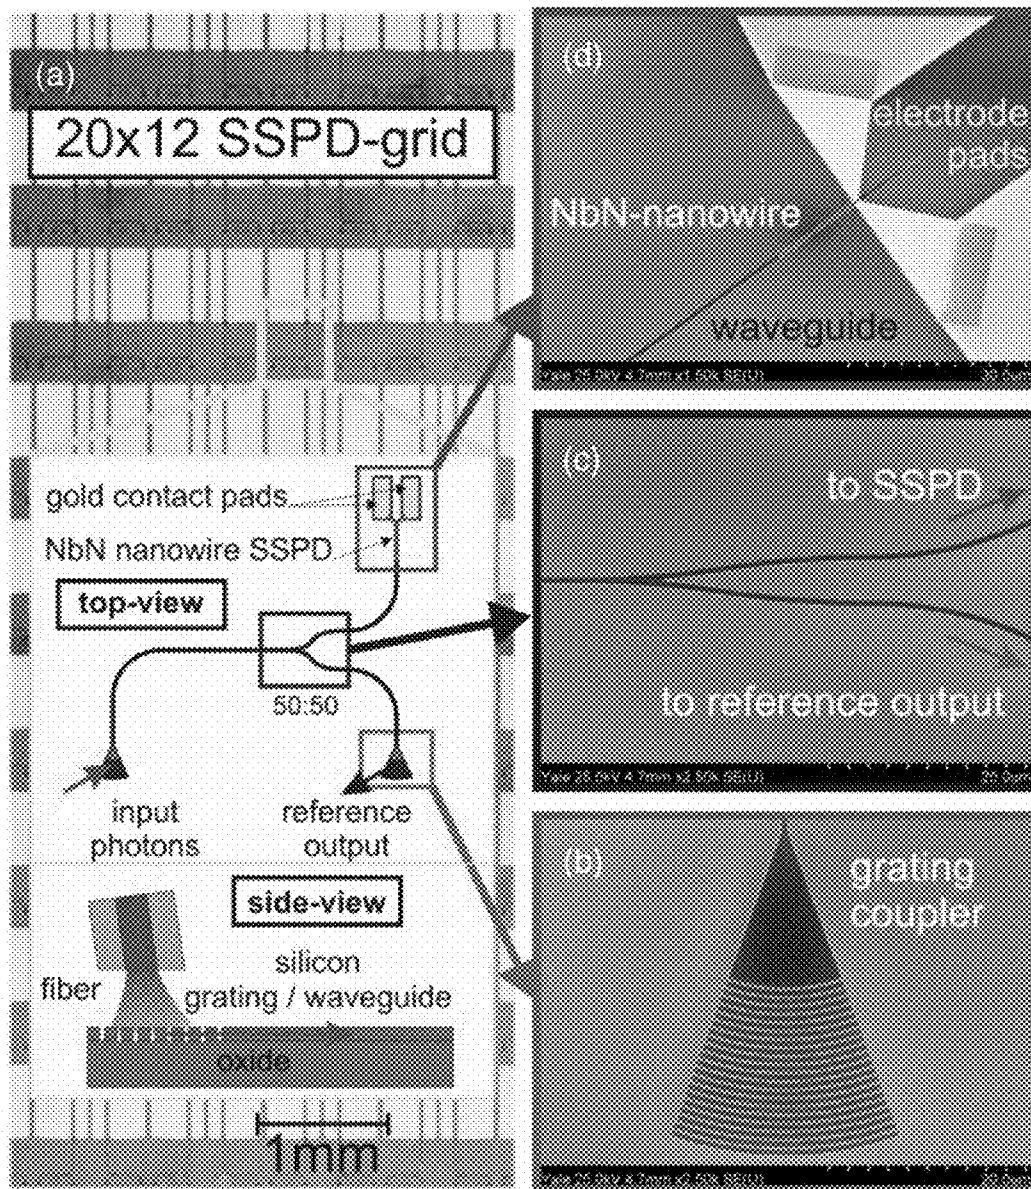 (a)
20x12 SSPD-grid
gold contact pads
NbN nanowire SSPD
top-view
50:50
input
photons
reference
output
side-view
fiber
silicon
grating / waveguide
oxide
1mm
(d)
electrode
pads
NbN-nanowire
waveguide
(c)
to SSPD
to reference output
(b)
grating
coupler